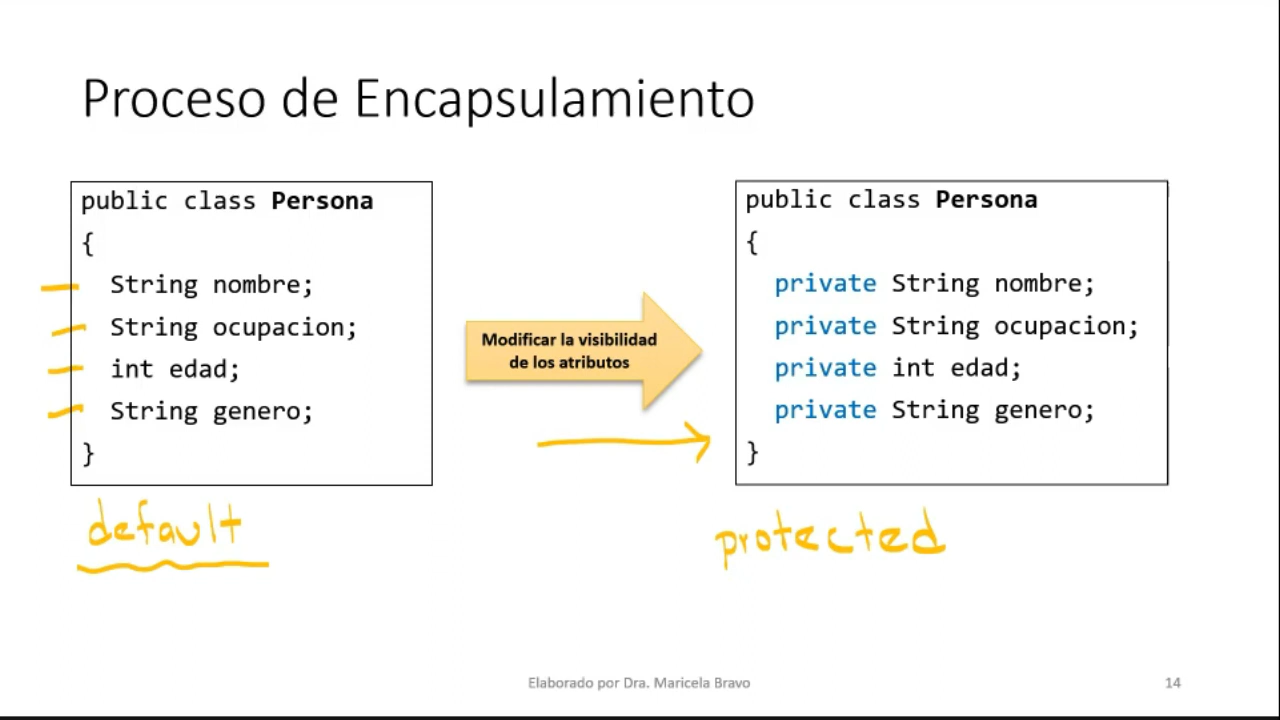 Proceso de Encapsulamiento
public class Persona
{
String nombre;
String ocupacion;
int edad;
String genero;
}
default
Modificar la visibilidad
de los atributos
public class Persona
{
private String nombre;
private String ocupacion;
private int edad;
private String genero;
}
protected
Elaborado por Dra. Maricela Bravo
14